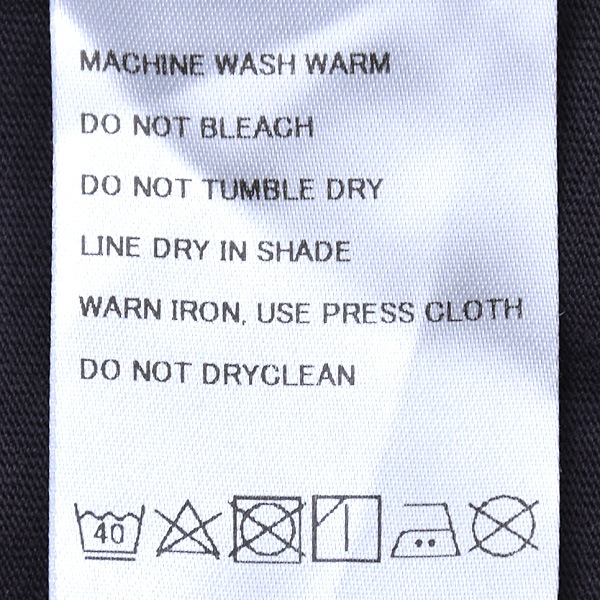 MACHINE WASH WARM
DO NOT BLEACH
DO NOT TUMBLE DRY
LINE DRY IN SHADE
WARN IRON, USE PRESS CLOTH
DO NOT DRYCLEAN
40